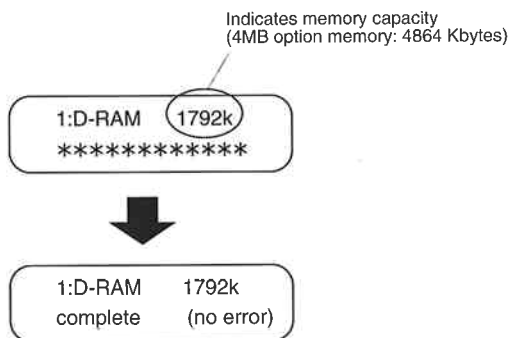 Indicates memory capacity
(4MB option memory: 4864 Kbytes)
1:D-RAM 1792k
************
1:D-RAM 1792k
complete (no error)